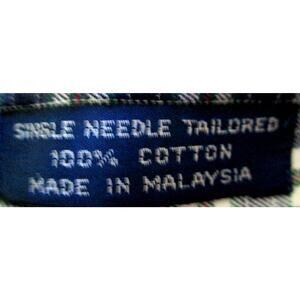 SINGLE NEEDLE TAILORED
100% COTTON
MADE IN MALAYSIA